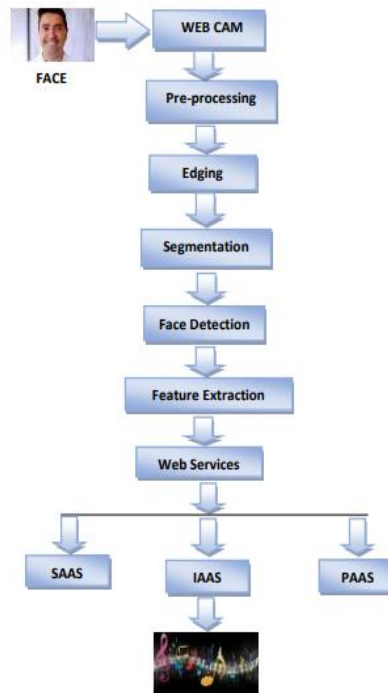 WEB CAM
FACE
Pre-processing
Edging
Segmentation
Face Detection
Feature Extraction
Web Services
SAAS
IAAS
PAAS